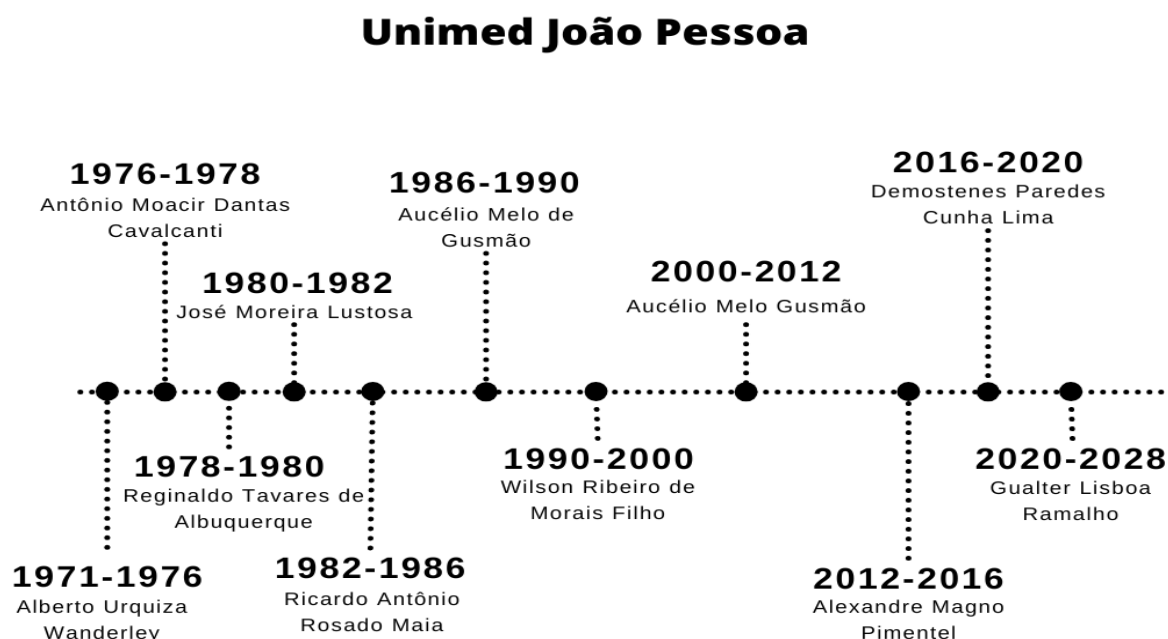 Unimed João Pessoa
1976-1978
Antônio Moacir Dantas
Cavalcanti
1980-1982
José Moreira Lustosa
1986-1990
Aucélio Melo de
Gusmão
2000-2012
Aucélio Melo Gusmão
2016-2020
Demostenes Paredes
Cunha Lima
1971-1976
Alberto Urquiza
Wanderley
1978-1980
Reginaldo Tavares de
Albuquerque
1982-1986
Ricardo Antônio
Rosado Maia
1990-2000
Wilson Ribeiro de
Morais Filho
2012-2016
Alexandre Magno
Pimentel
2020-2028
Gualter Lisboa
Ramalho